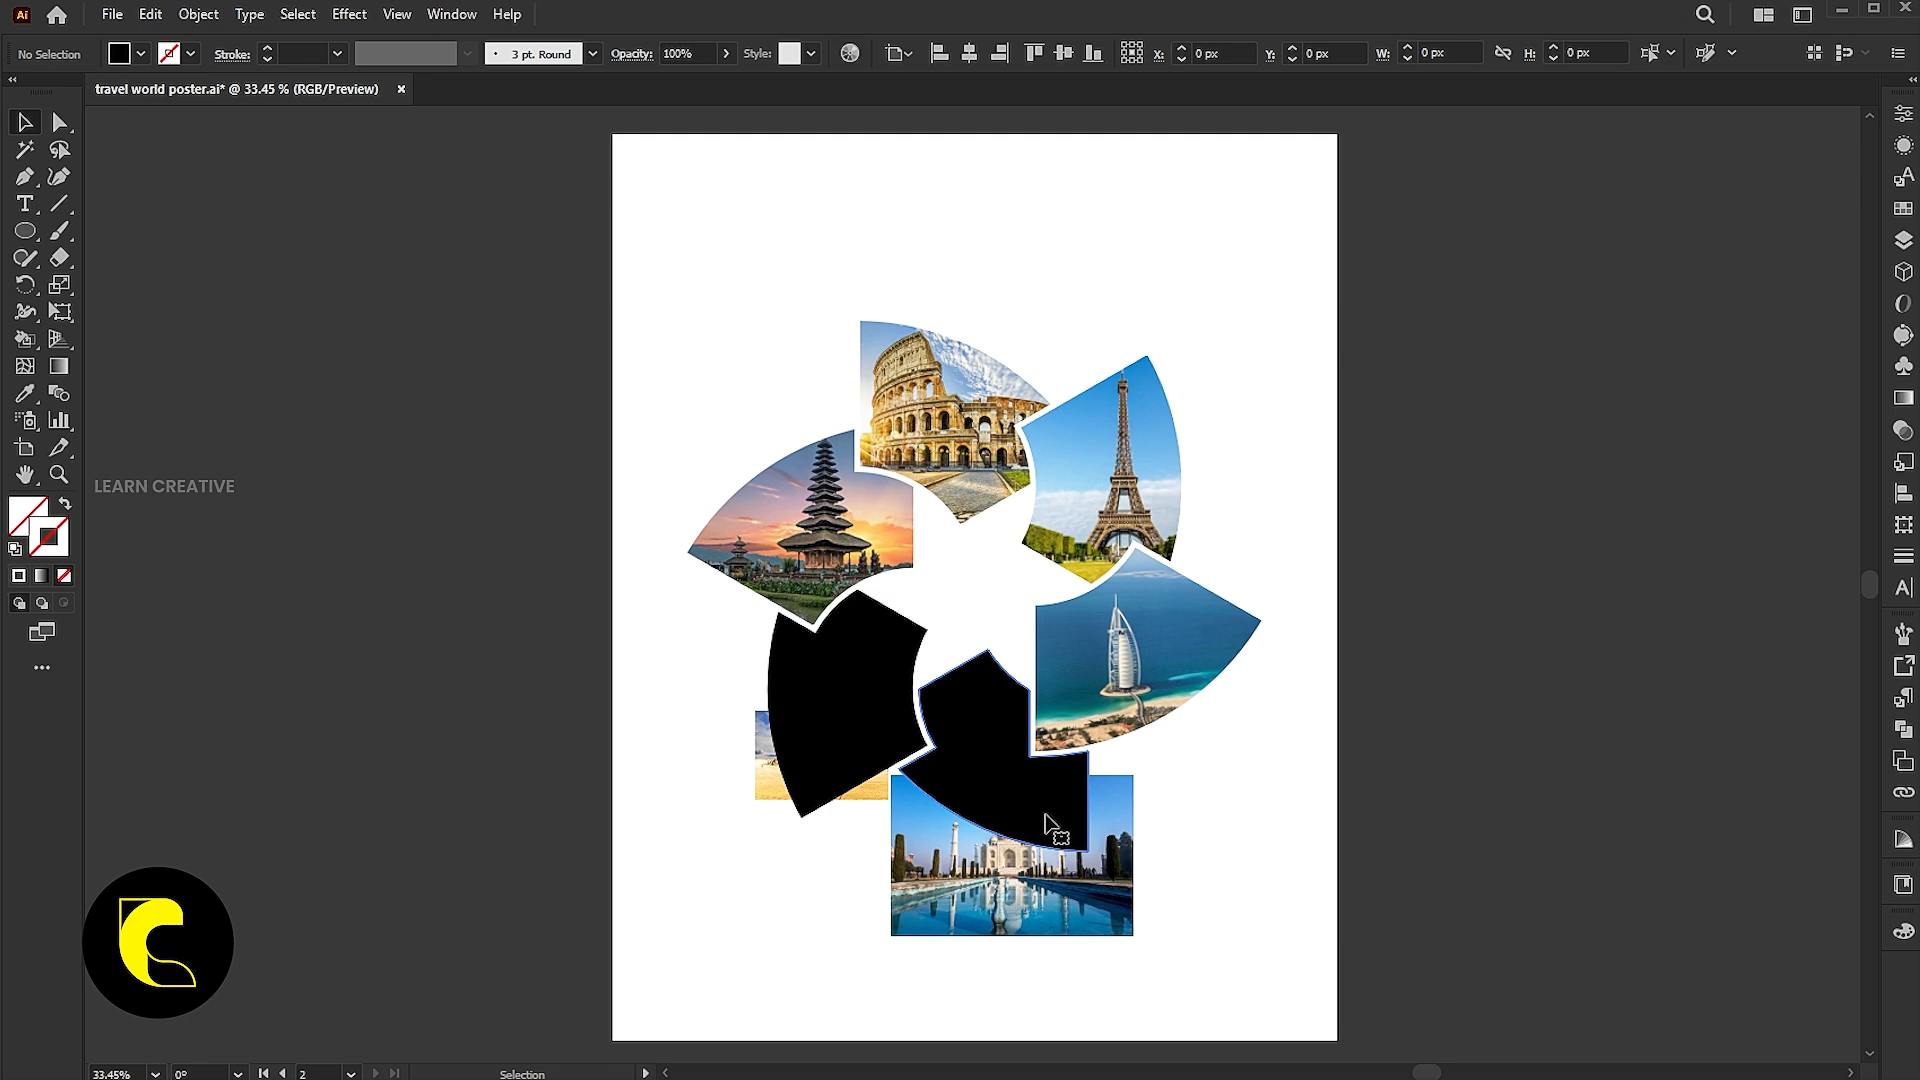 Ai File Edit Object Type Select Effect View Window Help
No Selection Stroke: 3 pt. Round Opacity: 100% Style: X: 0 px Y: 0 px W: 0 px H: 0 px
travel world poster.ai* @ 33.45 % (RGB/Preview) ×
LEARN CREATIVE
33.45% 0° 2 Selection